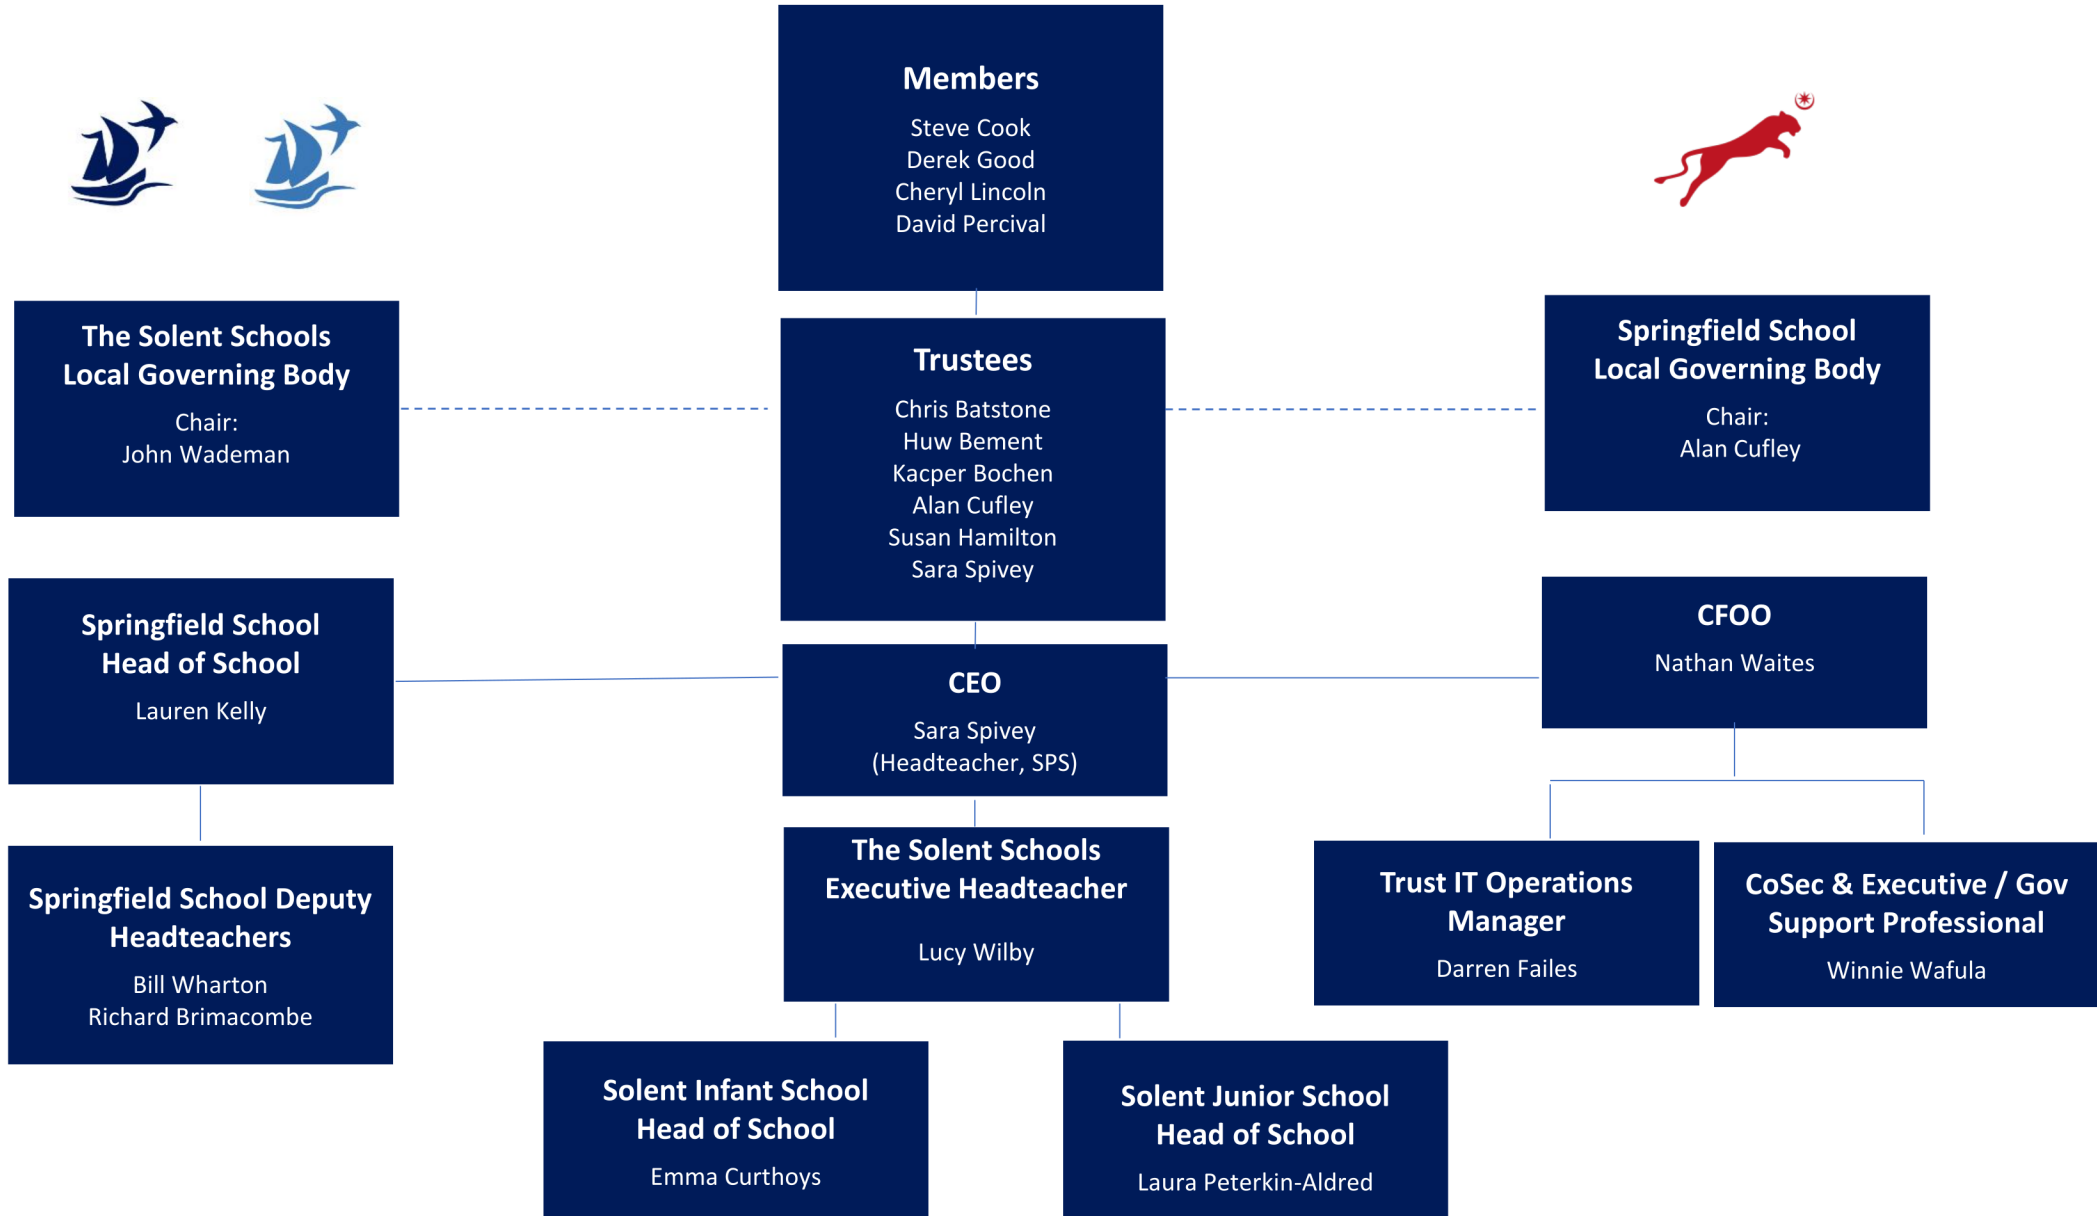 Members
Steve Cook
Derek Good
Cheryl Lincoln
David Percival
The Solent Schools
Local Governing Body
Chair:
John Wademan
Trustees
Chris Batstone
Huw Bement
Kacper Bochen
Alan Cufley
Susan Hamilton
Sara Spivey
Springfield School
Local Governing Body
Chair:
Alan Cufley
Springfield School
Head of School
Lauren Kelly
CEO
Sara Spivey
(Headteacher, SPS)
CFOO
Nathan Waites
Springfield School Deputy
Headteachers
Bill Wharton
Richard Brimacombe
The Solent Schools
Executive Headteacher
Lucy Wilby
Trust IT Operations
Manager
Darren Failes
CoSec & Executive / Gov
Support Professional
Winnie Wafula
Solent Infant School
Head of School
Emma Curthoys
Solent Junior School
Head of School
Laura Peterkin-Aldred